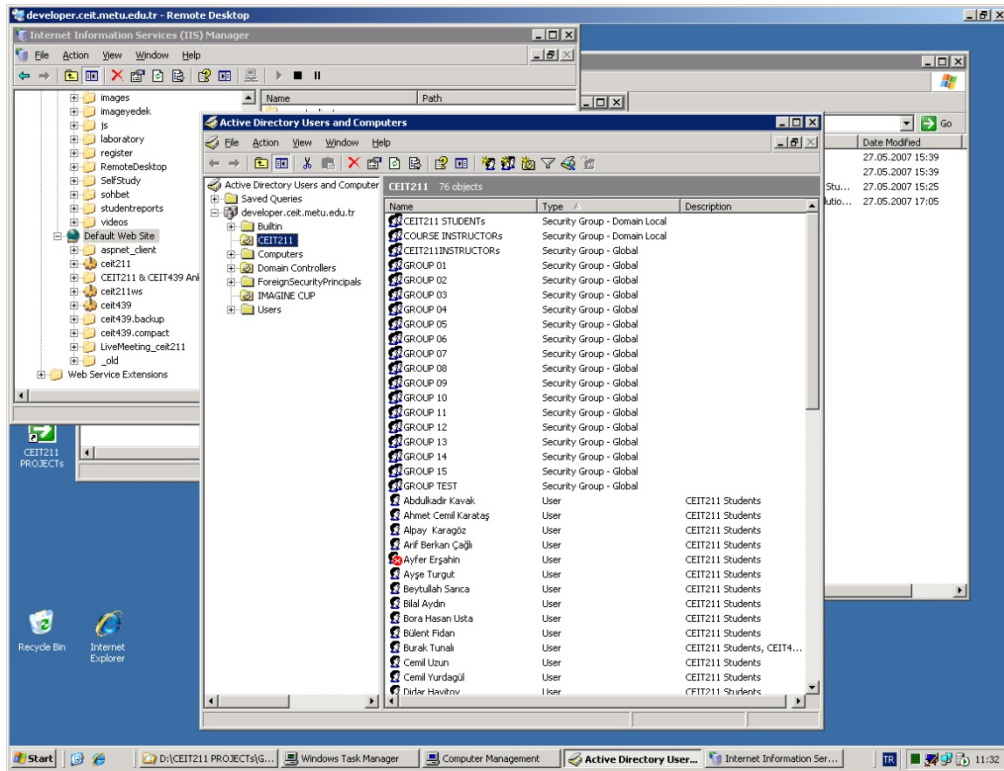 developer.ceit.metu.edu.tr - Remote Desktop
Internet Information Services (IIS) Manager
File Action View Window Help
images
imageyedek
js
laboratory
register
RemoteDesktop
SelfStudy
sohbet
studentreports
videos
Default Web Site
aspnet_client
ceit211
CEIT211 & CEIT439 An
ceit211ws
ceit439
ceit439.backup
ceit439.compact
LiveMeeting_ceit211
_old
Web Service Extensions
Name Path
Go
Date Modified
27.05.2007 15:39
27.05.2007 15:39
Stu... 27.05.2007 15:25
lutio... 27.05.2007 17:05
Active Directory Users and Computers
File Action View Window Help
Active Directory Users and Computer
Saved Queries
developer.ceit.metu.edu.tr
Builtin
CEIT211
Computers
Domain Controllers
ForeignSecurityPrincipals
IMAGINE CUP
Users
CEIT211 76 objects
Name Type Description
CEIT211 STUDENTs Security Group - Domain Local
COURSE INSTRUCTORs Security Group - Domain Local
CEIT211INSTRUCTORs Security Group - Global
GROUP 01 Security Group - Global
GROUP 02 Security Group - Global
GROUP 03 Security Group - Global
GROUP 04 Security Group - Global
GROUP 05 Security Group - Global
GROUP 06 Security Group - Global
GROUP 07 Security Group - Global
GROUP 08 Security Group - Global
GROUP 09 Security Group - Global
GROUP 10 Security Group - Global
GROUP 11 Security Group - Global
GROUP 12 Security Group - Global
GROUP 13 Security Group - Global
GROUP 14 Security Group - Global
GROUP 15 Security Group - Global
GROUP TEST Security Group - Global
Abdulkadir Kavak User CEIT211 Students
Ahmet Cemil Karataş User CEIT211 Students
Alpay Karagöz User CEIT211 Students
Arif Berkan Çağlı User CEIT211 Students
Ayfer Erşahin User CEIT211 Students
Ayşe Turgut User CEIT211 Students
Beytullah Sarıca User CEIT211 Students
Bilal Aydın User CEIT211 Students
Bora Hasan Usta User CEIT211 Students
Bülent Fidan User CEIT211 Students
Burak Tunalı User CEIT211 Students, CEIT4...
Cemil Uzun User CEIT211 Students
Cemil Yurdagül User CEIT211 Students
Didar Havitov User CEIT211 Students
CEIT211
PROJECTs
Recycle Bin
Internet
Explorer
Start
D:\CEIT211 PROJECTs\G...
Windows Task Manager
Computer Management
Active Directory User...
Internet Information Ser...
TR
11:32